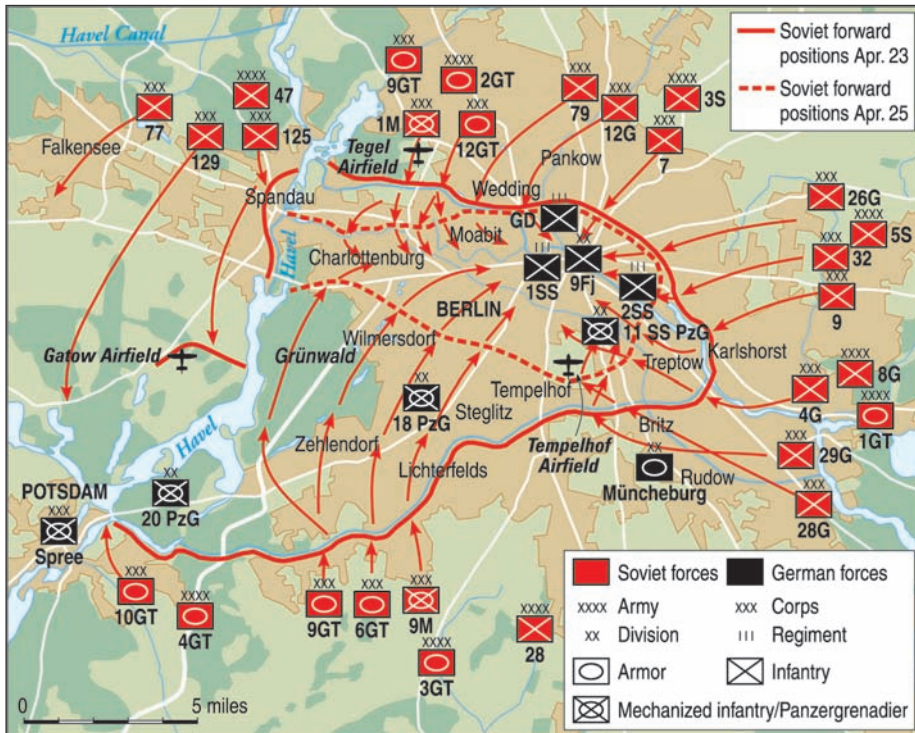 Havel Canal
XXX
9GT
XXXX
2GT
XXXX
47
XXX
77
XXX
129
XXX
125
XXX
1M
XXX
12GT
XXX
79
XXX
12G
XXXX
3S
XXX
7
Soviet forward
positions Apr. 23
Soviet forward
positions Apr. 25
Falkensee
Tegel
Airfield
Pankow
Wedding
Spandau
Havel
III
GD
Moabit
Charlottenburg
III
1SS
XX
9Fj
III
2SS
XX
11 SS PzG
XXX
26G
XXXX
5S
XXX
32
XXX
9
BERLIN
Wilmersdorf
Gatow Airfield
Grünwald
Karlshorst
Treptow
Tempelhof
XX
18 PzG
Steglitz
XXXX
8G
XXX
4G
XXXX
1GT
Havel
Zehlendorf
Lichterfelds
Britz
Tempelhof
Airfield
XX
Müncheburg
Rudow
XXX
29G
XXX
28G
POTSDAM
XXX
Spree
XX
20 PzG
XXX
10GT
XXXX
4GT
XXX
9GT
XXX
6GT
XXX
9M
XXXX
3GT
XXXX
28
0 5 miles
Soviet forces
German forces
XXXX Army
XXX Corps
XX Division
III Regiment
Armor
Infantry
Mechanized infantry/Panzergrenadier